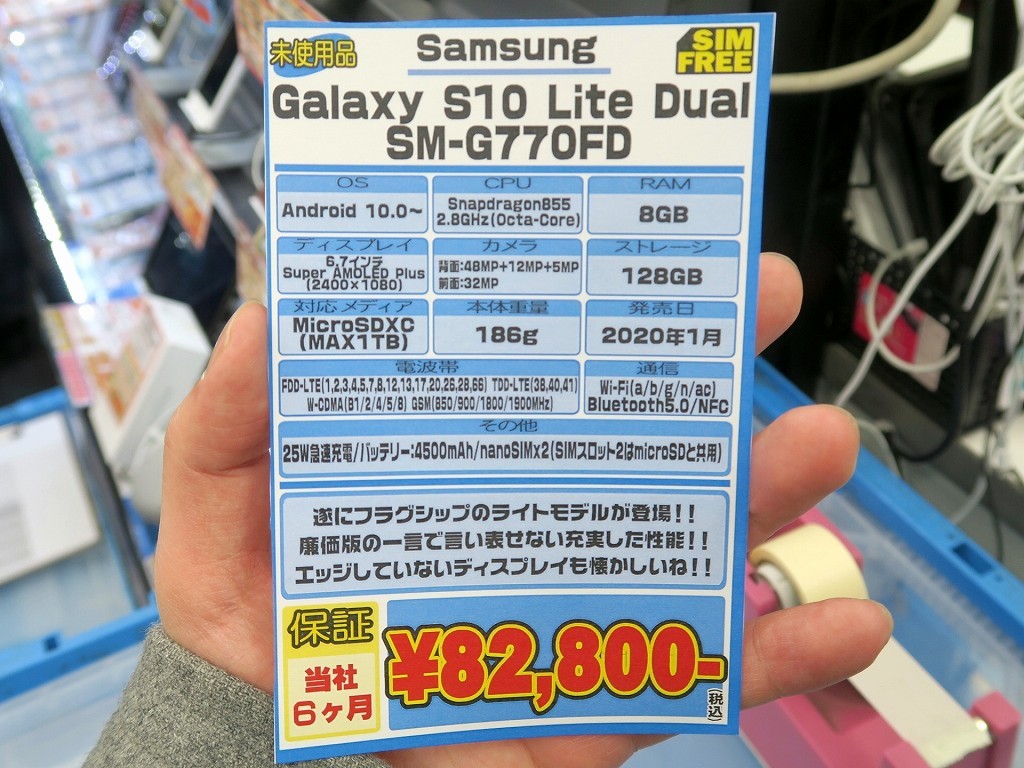 未使用品
Samsung
SIM
FREE
Galaxy S10 Lite Dual
SM-G770FD
OS
CPU
RAM
Android 10.0~
Snapdragon855
2.8GHz(Octa-Core)
8GB
ディスプレイ
カメラ
ストレージ
6.7インチ
Super AMOLED Plus
(2400×1080)
背面:48MP+12MP+5MP
前面:32MP
128GB
対応メディア
本体重量
発売日
MicroSDXC
(MAX1TB)
186g
2020年1月
電波帯
通信
FDD-LTE(1,2,3,4,5,7,8,12,13,17,20,25,28,66) TDD-LTE(38,40,41)
W-CDMA(B1/2/4/5/8) GSM(850/900/1800/1900MHz)
Wi-Fi(a/b/g/n/ac)
Bluetooth5.0/NFC
その他
25W急速充電/バッテリー:4500mAh/nanoSIMx2(SIMスロット2はmicroSDと共用)
遂にフラグシップのライトモデルが登場!!
廉価版の一言で言い表せない充実した性能!!
エッジしていないディスプレイも懐かしいね!!
保証
当社
6ヶ月
¥82,800-
(税込)